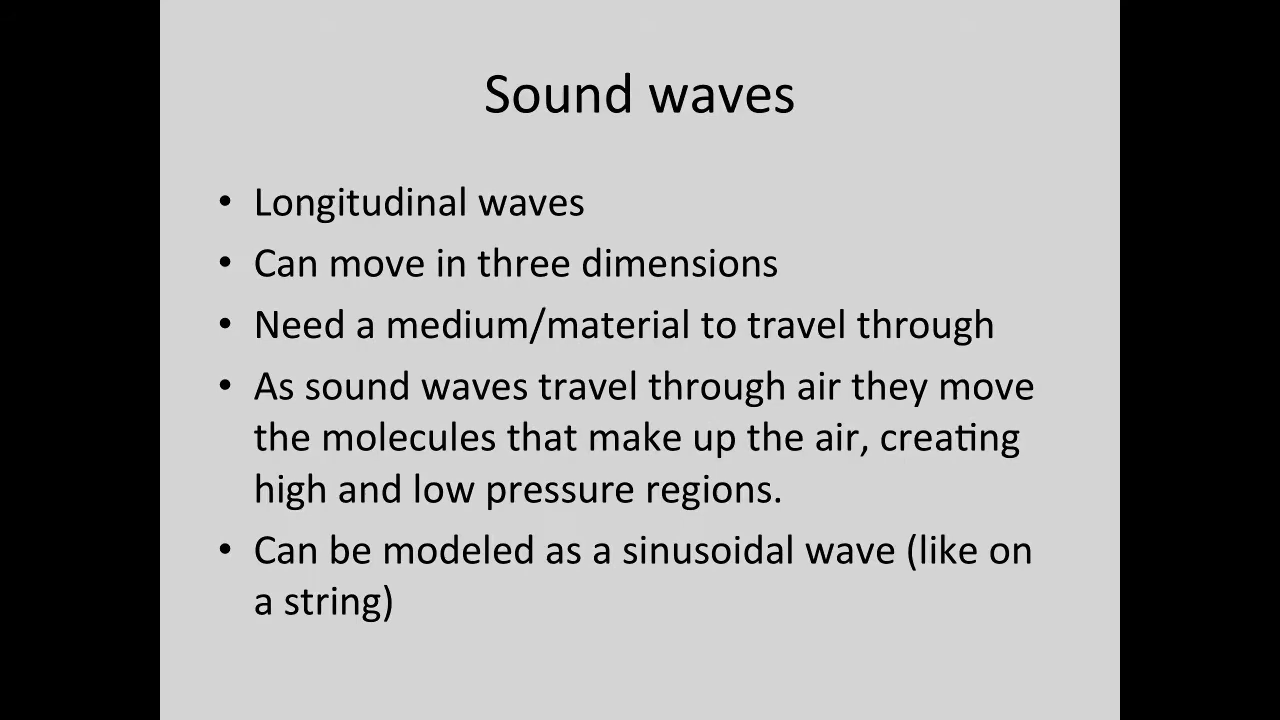 Sound waves
• Longitudinal waves
• Can move in three dimensions
• Need a medium/material to travel through
• As sound waves travel through air they move
the molecules that make up the air, creating
high and low pressure regions.
• Can be modeled as a sinusoidal wave (like on
a string)